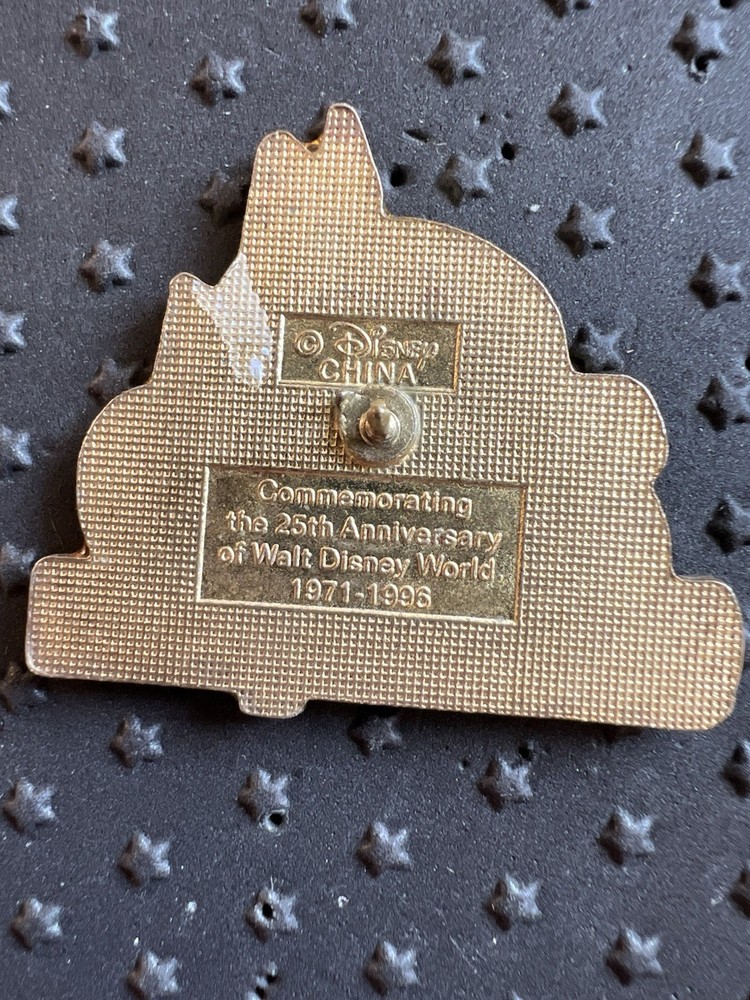 © Disney
CHINA
Commemorating
the 25th Anniversary
of Walt Disney World
1971-1996